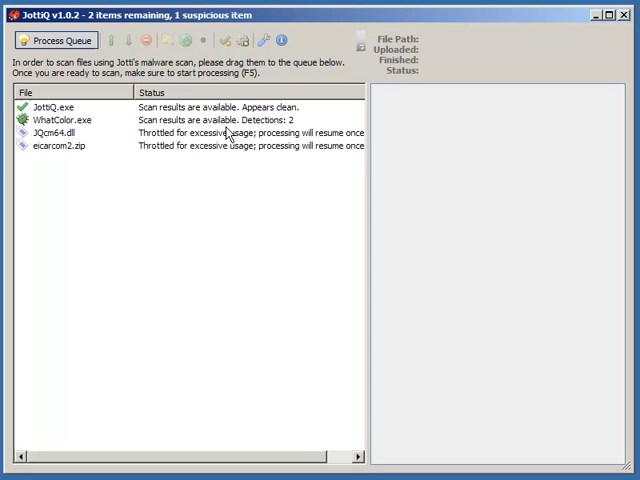 JottiQ v1.0.2 - 2 items remaining, 1 suspicious item
Process Queue
File Path:
Uploaded:
Finished:
Status:
In order to scan files using Jotti's malware scan, please drag them to the queue below.
Once you are ready to scan, make sure to start processing (F5).
File Status
JottiQ.exe Scan results are available. Appears clean.
WhatColor.exe Scan results are available. Detections: 2
JQcm64.dll Throttled for excessive usage; processing will resume once
eicarcom2.zip Throttled for excessive usage; processing will resume once